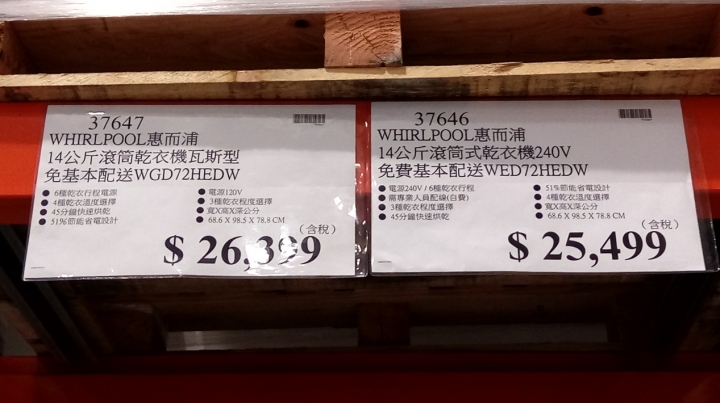 37647
WHIRLPOOL惠而浦
14公斤滾筒乾衣機瓦斯型
免基本配送WGD72HEDW
● 6種乾衣行程電源
● 4種乾衣溫度選擇
● 45分鐘快速烘乾
● 51%節能省電設計
● 電源120V
● 3種乾衣程度選擇
● 寬X高X深公分
● 68.6 X 98.5 X 78.8 CM
(含稅)
$ 26,399
37646
WHIRLPOOL惠而浦
14公斤滾筒式乾衣機240V
免費基本配送WED72HEDW
● 電源240V / 6種乾衣行程
● 需專業人員配線(自費)
● 3種乾衣程度選擇
● 45分鐘快速烘乾
● 51%節能省電設計
● 4種乾衣溫度選擇
● 寬X高X深公分
● 68.6 X 98.5 X 78.8 CM
(含稅)
$ 25,499